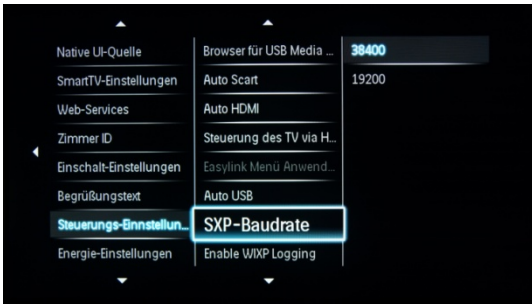 Native UI-Quelle
SmartTV-Einstellungen
Web-Services
Zimmer ID
Einschalt-Einstellungen
Begrüßungstext
Steuerungs-Einnstellun...
Energie-Einstellungen
Browser für USB Media ...
Auto Scart
Auto HDMI
Steuerung des TV via H...
Easylink Menü Anwend...
Auto USB
SXP-Baudrate
Enable WIXP Logging
38400
19200